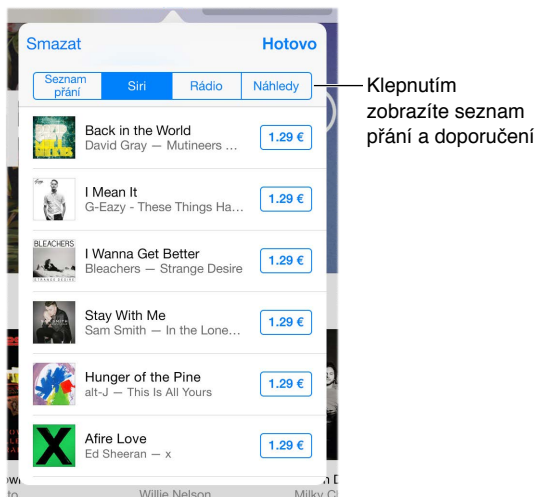 Smazat
Hotovo
Seznam
přání
Siri
Rádio
Náhledy
Klepnutím
zobrazíte seznam
přání a doporučení
Back in the World
David Gray — Mutineers ...
1.29 €
I Mean It
G-Eazy - These Things Ha...
1.29 €
BLEACHERS
STRANGE DESIRE
I Wanna Get Better
Bleachers — Strange Desire
1.29 €
Stay With Me
Sam Smith — In the Lone...
1.29 €
Hunger of the Pine
alt-J — This Is All Yours
1.29 €
X
Afire Love
Ed Sheeran — x
1.29 €
Willie Nelson
Milky C